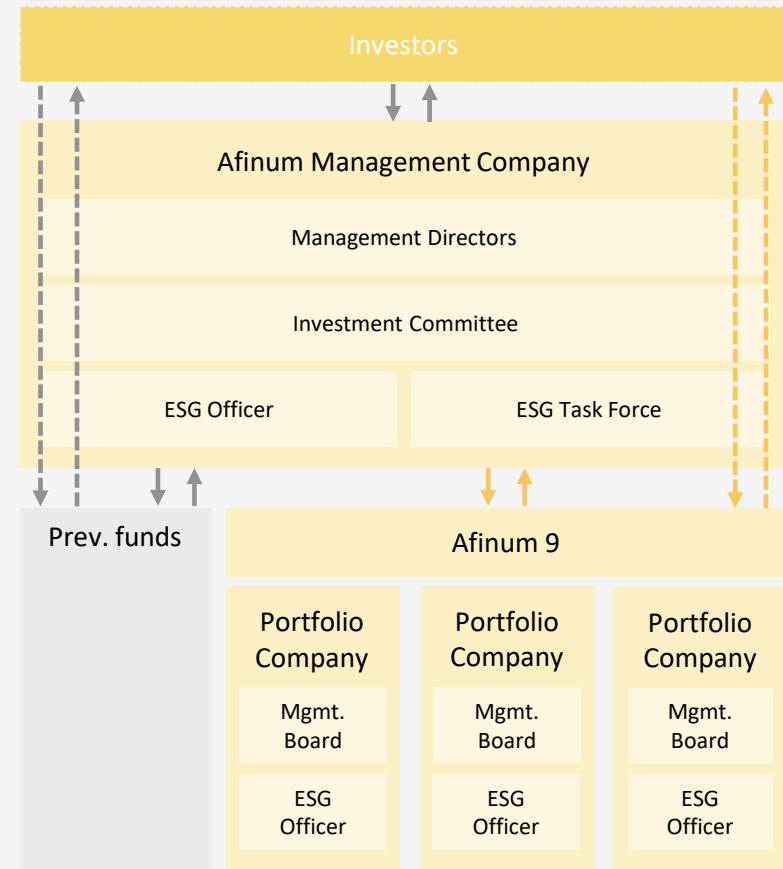 Investors
Afinum Management Company
Management Directors
Investment Committee
ESG Officer
ESG Task Force
Prev. funds
Afinum 9
Portfolio
Company
Mgmt.
Board
ESG
Officer
Portfolio
Company
Mgmt.
Board
ESG
Officer
Portfolio
Company
Mgmt.
Board
ESG
Officer